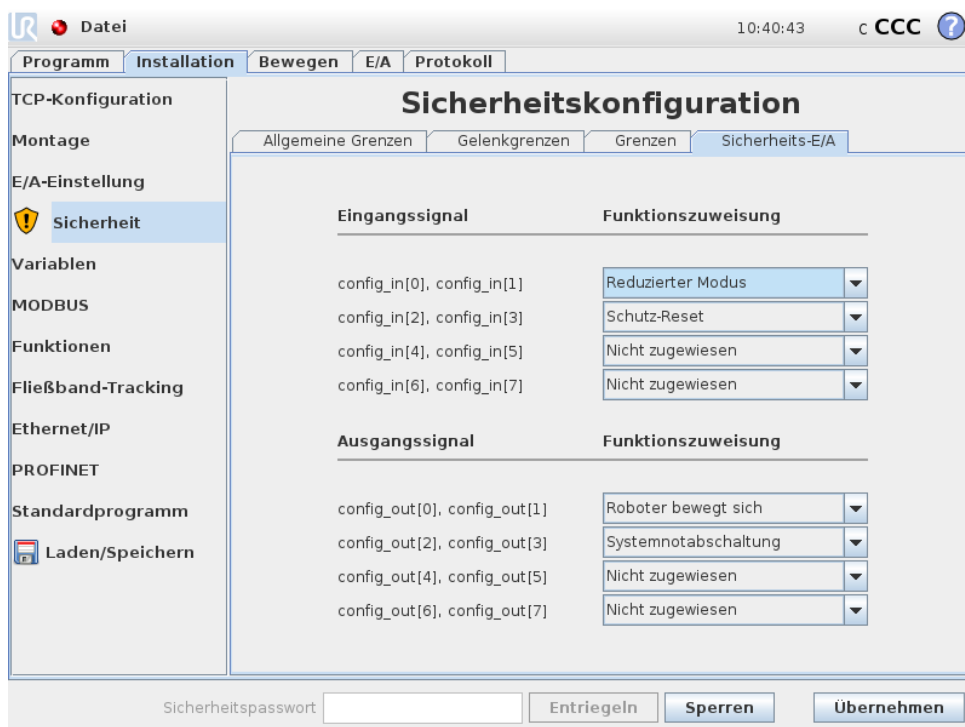 UR Datei 10:40:43 c CCC ?
Programm Installation Bewegen E/A Protokoll
TCP-Konfiguration
Montage
E/A-Einstellung
Sicherheit
Variablen
MODBUS
Funktionen
Fließband-Tracking
Ethernet/IP
PROFINET
Standardprogramm
Laden/Speichern
Sicherheitskonfiguration
Allgemeine Grenzen Gelenkgrenzen Grenzen Sicherheits-E/A
Eingangssignal Funktionszuweisung
config_in[0], config_in[1] Reduzierter Modus
config_in[2], config_in[3] Schutz-Reset
config_in[4], config_in[5] Nicht zugewiesen
config_in[6], config_in[7] Nicht zugewiesen
Ausgangssignal Funktionszuweisung
config_out[0], config_out[1] Roboter bewegt sich
config_out[2], config_out[3] Systemnotabschaltung
config_out[4], config_out[5] Nicht zugewiesen
config_out[6], config_out[7] Nicht zugewiesen
Sicherheitspasswort Entriegeln Sperren Übernehmen